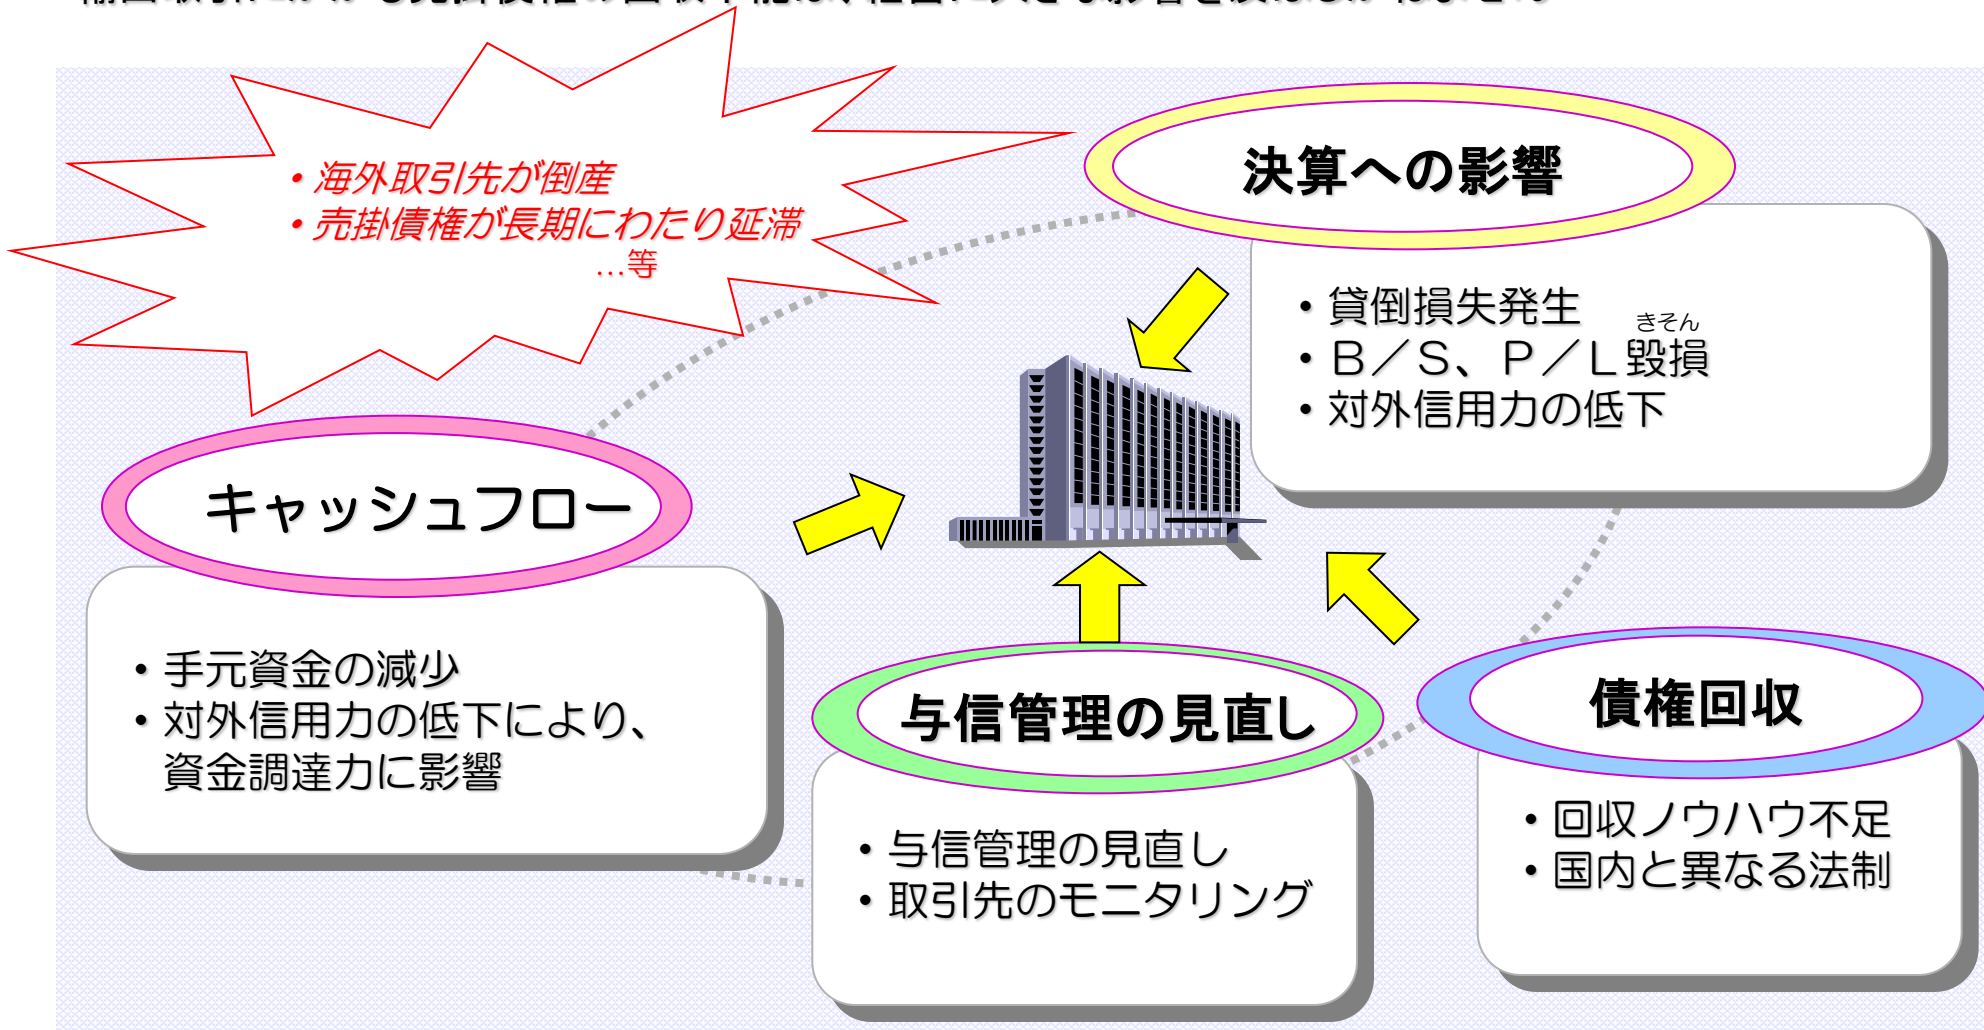 ・海外取引先が倒産
・売掛債権が長期にわたり延滞
…等
決算への影響
・貸倒損失発生
きそん
・Ｂ／Ｓ、Ｐ／Ｌ毀損
・対外信用力の低下
キャッシュフロー
・手元資金の減少
・対外信用力の低下により、
資金調達力に影響
与信管理の見直し
・与信管理の見直し
・取引先のモニタリング
債権回収
・回収ノウハウ不足
・国内と異なる法制